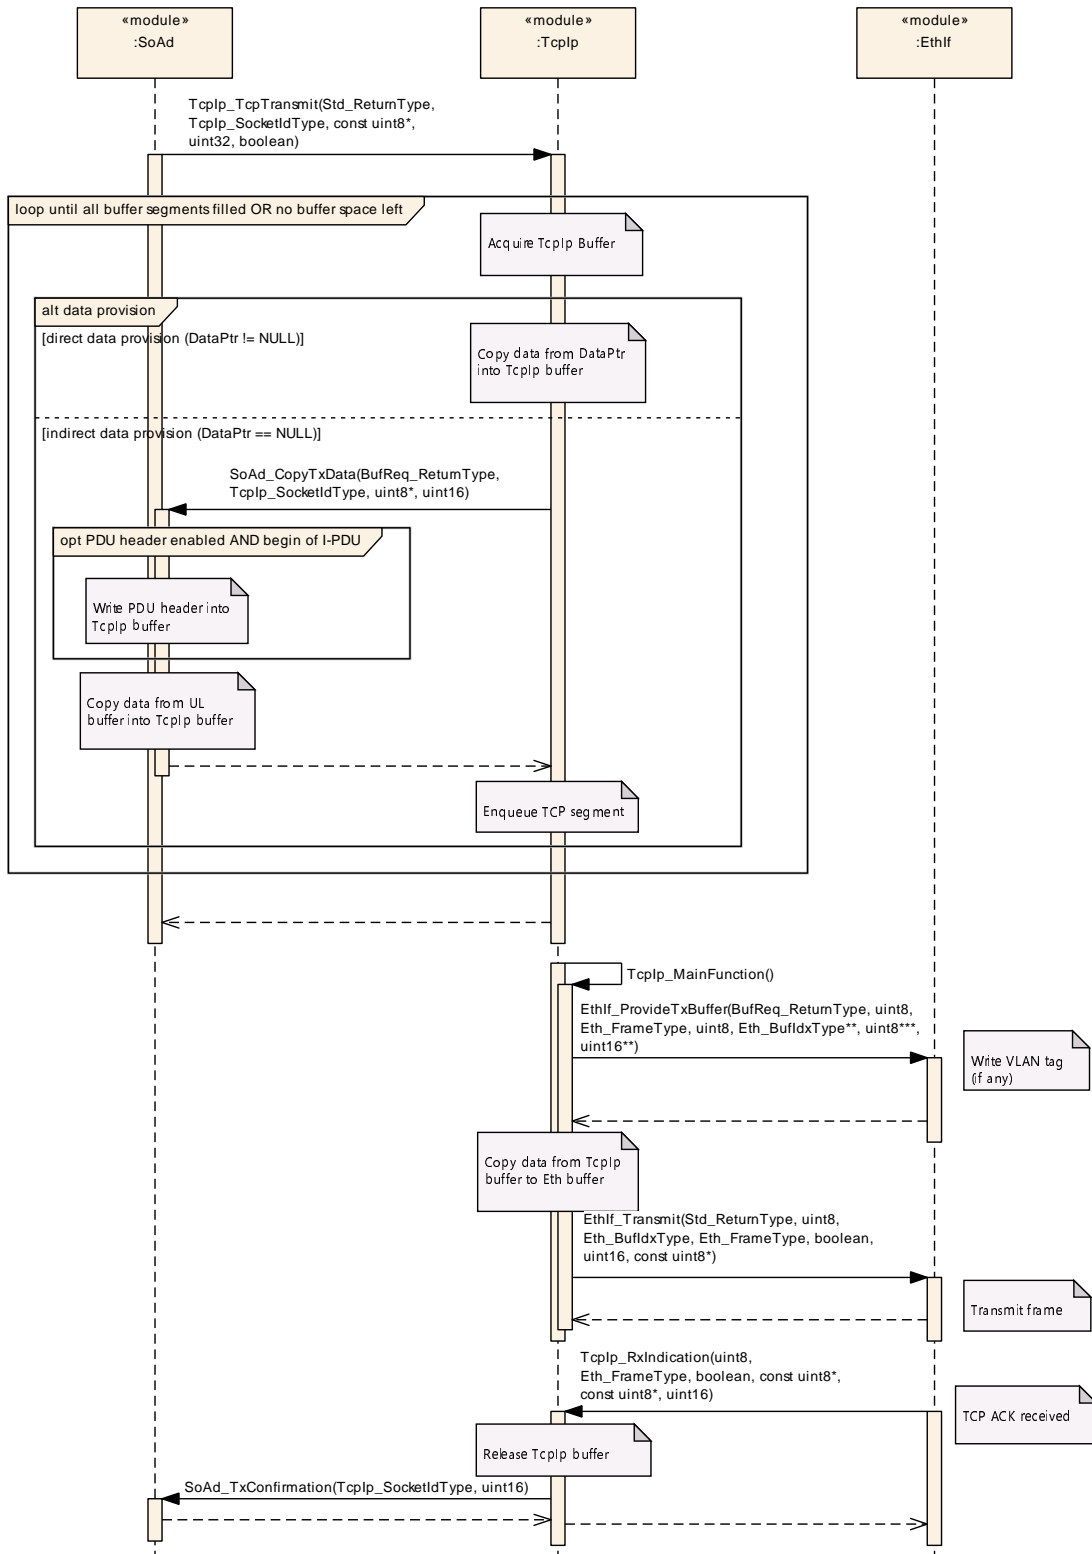 «module»
:SoAd
«module»
:TcpIp
«module»
:EthIf
TcpIp_TcpTransmit(Std_ReturnType,
TcpIp_SocketIdType, const uint8*,
uint32, boolean)
loop until all buffer segments filled OR no buffer space left
Acquire TcpIp Buffer
alt data provision
[direct data provision (DataPtr != NULL)]
Copy data from DataPtr
into TcpIp buffer
[indirect data provision (DataPtr == NULL)]
SoAd_CopyTxData(BufReq_ReturnType,
TcpIp_SocketIdType, uint8*, uint16)
opt PDU header enabled AND begin of I-PDU
Write PDU header into
TcpIp buffer
Copy data from UL
buffer into TcpIp buffer
Enqueue TCP segment
TcpIp_MainFunction()
EthIf_ProvideTxBuffer(BufReq_ReturnType, uint8,
Eth_FrameType, uint8, Eth_BufIdxType**, uint8***,
uint16**)
Write VLAN tag
(if any)
Copy data from TcpIp
buffer to Eth buffer
EthIf_Transmit(Std_ReturnType, uint8,
Eth_BufIdxType, Eth_FrameType, boolean,
uint16, const uint8*)
Transmit frame
TcpIp_RxIndication(uint8,
Eth_FrameType, boolean, const uint8*,
const uint8*, uint16)
TCP ACK received
Release TcpIp buffer
SoAd_TxConfirmation(TcpIp_SocketIdType, uint16)